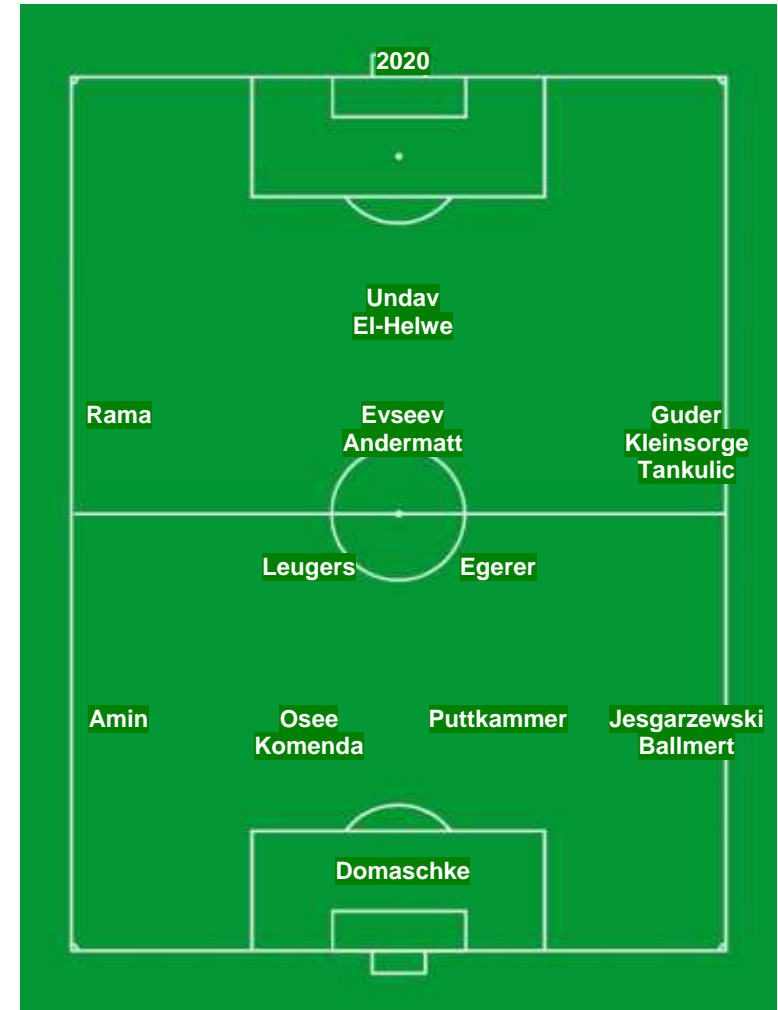 2020
Undav
El-Helwe
Rama
Evseev
Andermatt
Guder
Kleinsorge
Tankulic
Leugers
Egerer
Amin
Osee
Komenda
Puttkammer
Jesgarzewski
Ballmert
Domaschke